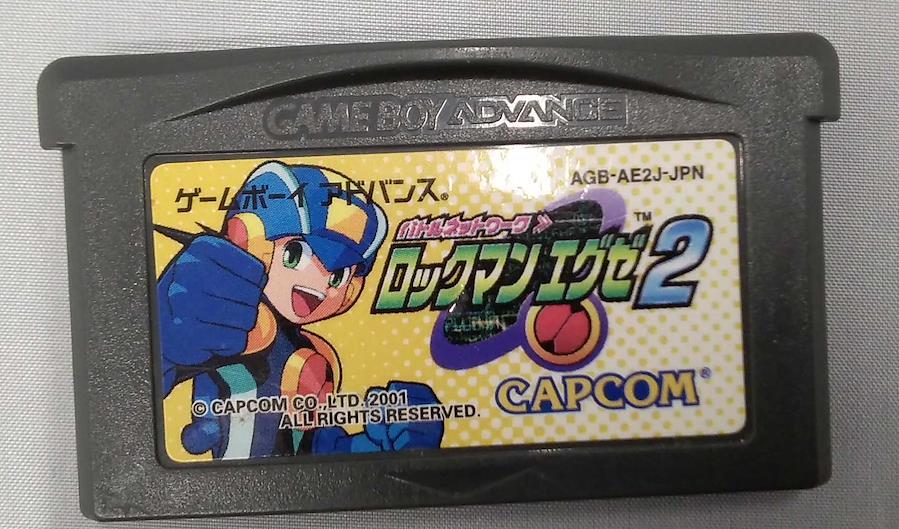 GAME BOY ADVANCE
AGB-AE2J-JPN
ゲームボーイ アドバンス®
バトルネットワーク
ロックマン エグゼ2™
CAPCOM®
© CAPCOM CO.,LTD. 2001
ALL RIGHTS RESERVED.